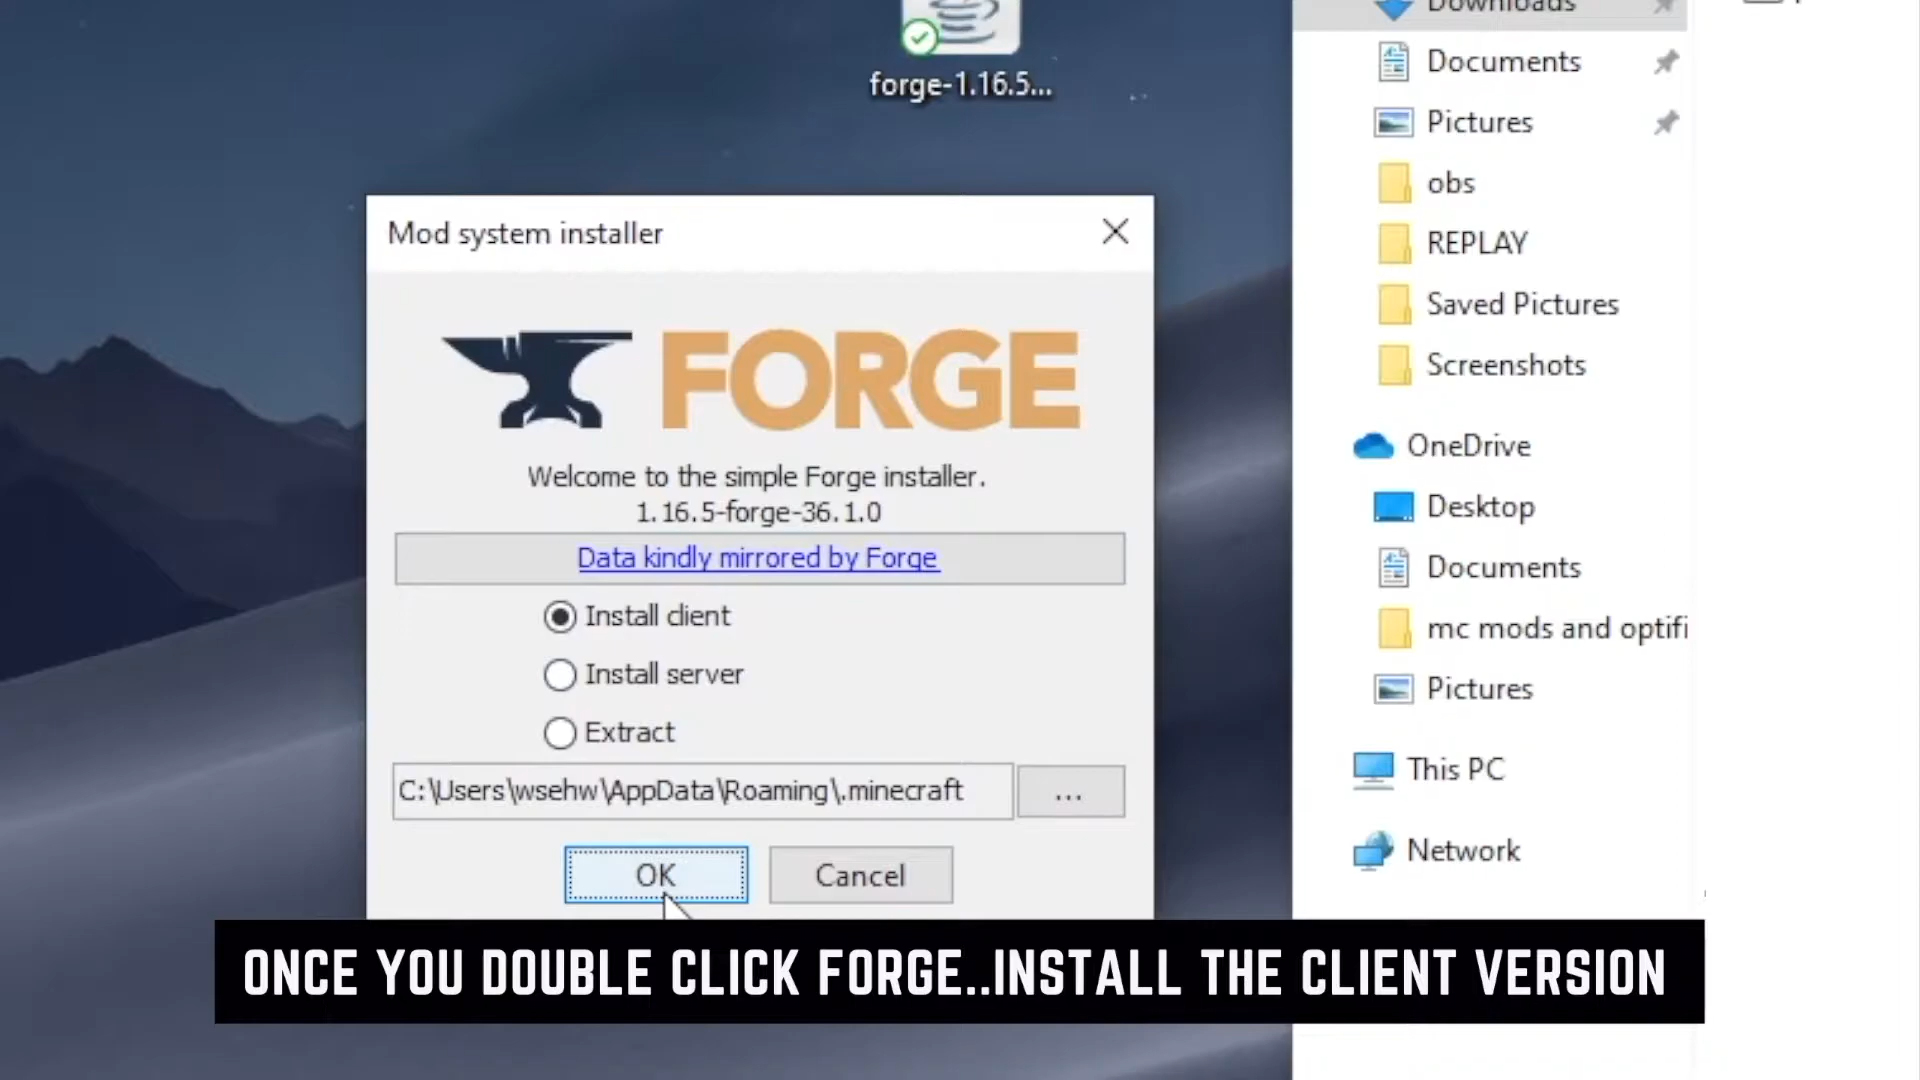 forge-1.16.5...
Mod system installer
FORGE
Welcome to the simple Forge installer.
1.16.5-forge-36.1.0
Data kindly mirrored by Forge
Install client
Install server
Extract
C:\Users\wsehw\AppData\Roaming\.minecraft
...
OK
Cancel
Downloads
Documents
Pictures
obs
REPLAY
Saved Pictures
Screenshots
OneDrive
Desktop
Documents
mc mods and optifi
Pictures
This PC
Network
ONCE YOU DOUBLE CLICK FORGE..INSTALL THE CLIENT VERSION